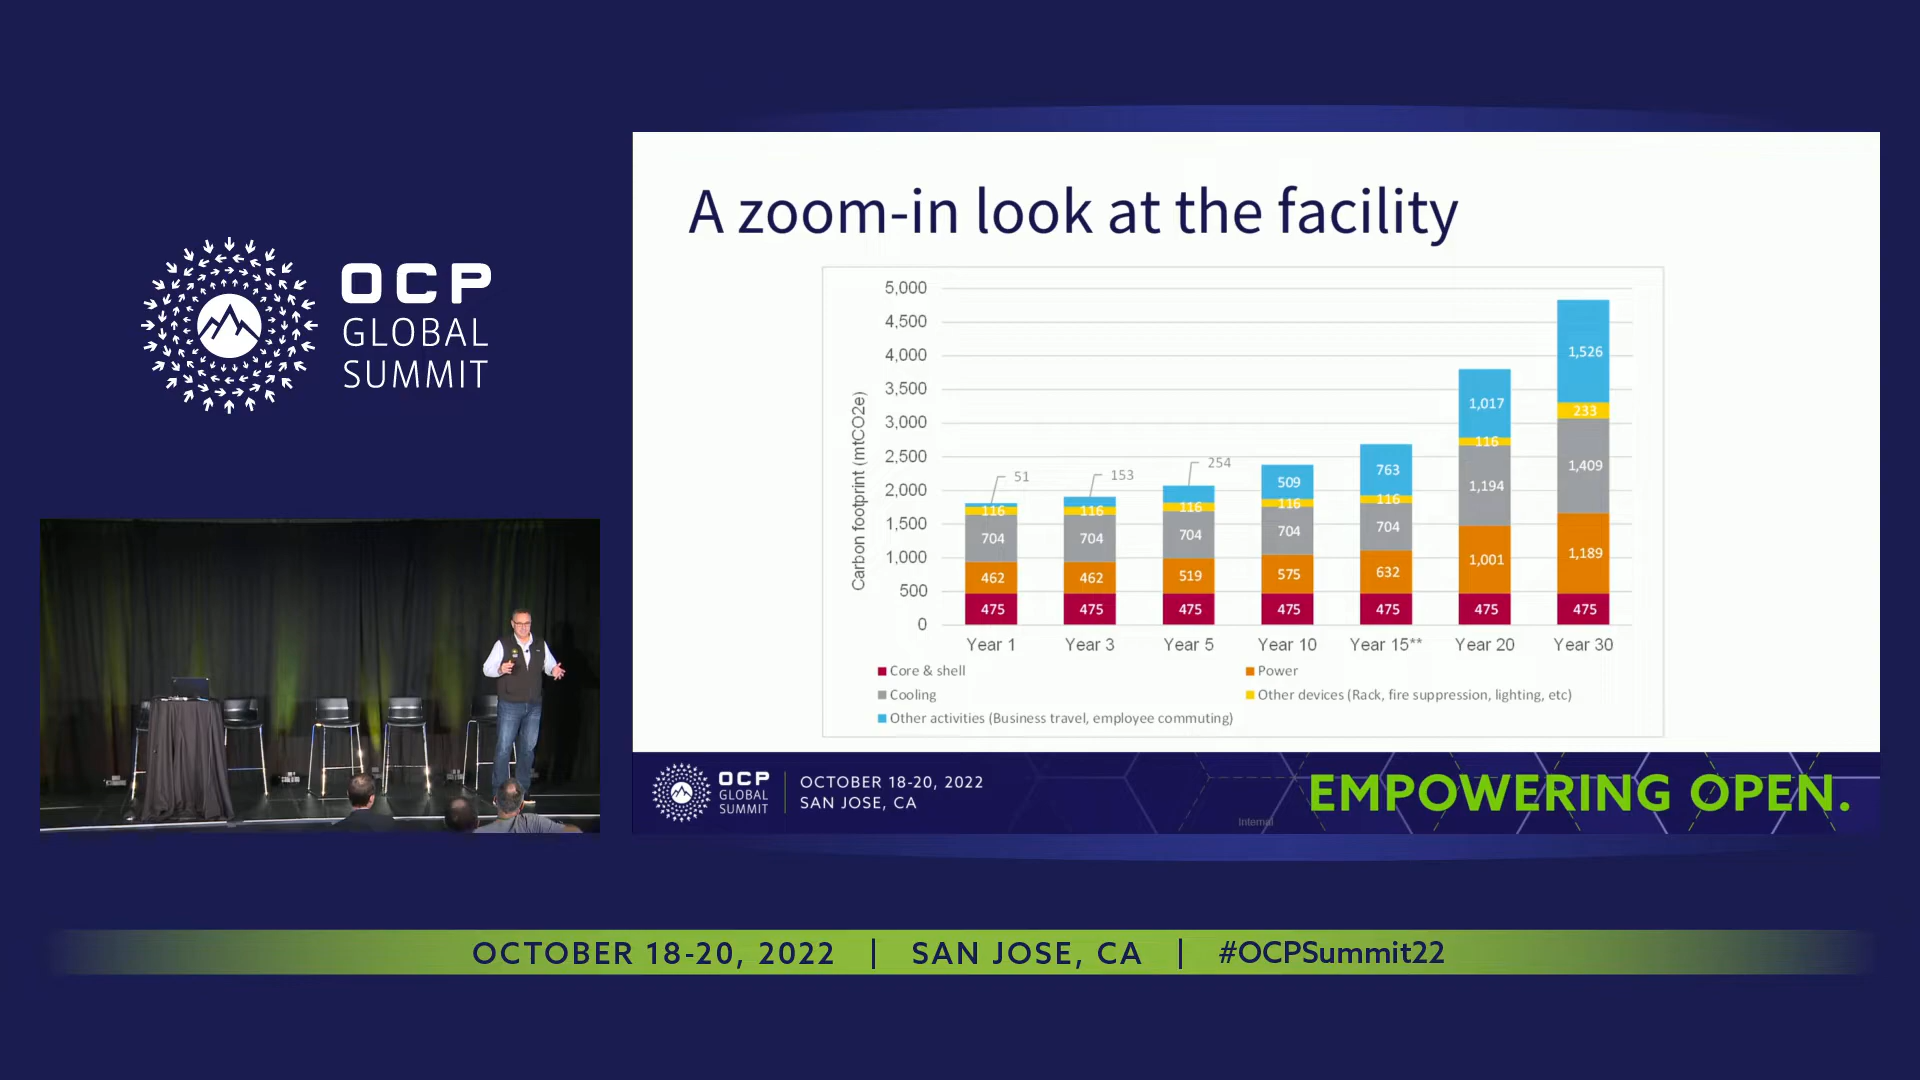 OCP
GLOBAL
SUMMIT
A zoom-in look at the facility
Carbon footprint (mtCO2e)
5,000
4,500
4,000
3,500
3,000
2,500
2,000
1,500
1,000
500
0
51
116
704
462
475
153
116
704
462
475
254
116
704
519
475
509
116
704
575
475
763
116
704
632
475
1,017
116
1,194
1,001
475
1,526
233
1,409
1,189
475
Year 1 Year 3 Year 5 Year 10 Year 15** Year 20 Year 30
Core & shell Power
Cooling Other devices (Rack, fire suppression, lighting, etc)
Other activities (Business travel, employee commuting)
OCP
GLOBAL
SUMMIT
OCTOBER 18-20, 2022
SAN JOSE, CA
Internal
EMPOWERING OPEN.
OCTOBER 18-20, 2022 | SAN JOSE, CA | #OCPSummit22